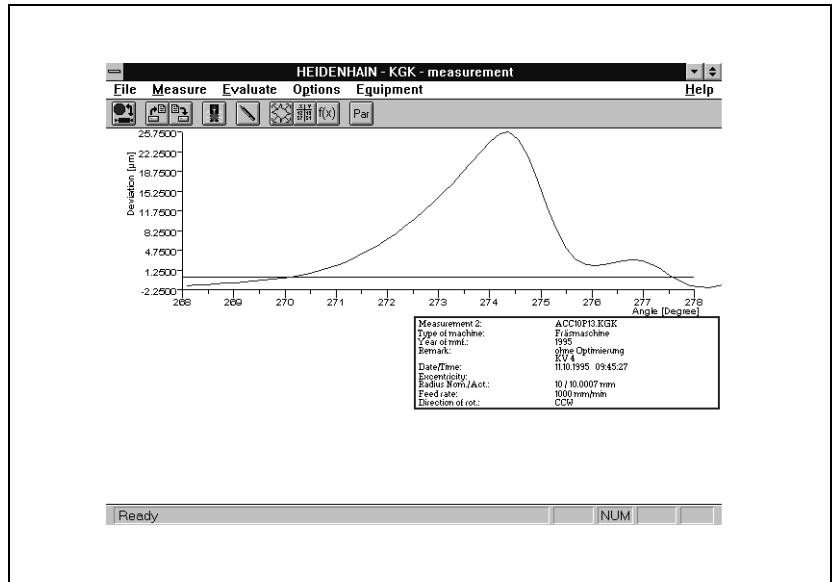 HEIDENHAIN - KGK - measurement
File Measure Evaluate Options Equipment Help
f(x) Par
25.7500
22.2500
18.7500
15.2500
11.7500
8.2500
4.7500
1.2500
-2.2500
Deviation [µm]
268 269 270 271 272 273 274 275 276 277 278
Angle [Degree]
Measurement 2: ACC10P13.KGK
Type of machine: Fräsmaschine
Year of mnf.: 1995
Remark: ohne Optimierung
KV 4
Date/Time: 11.10.1995 09:45:27
Excentricity:
Radius Nom./Act.: 10 / 10.0007 mm
Feed rate: 1000 mm/min
Direction of rot.: CCW
Ready NUM